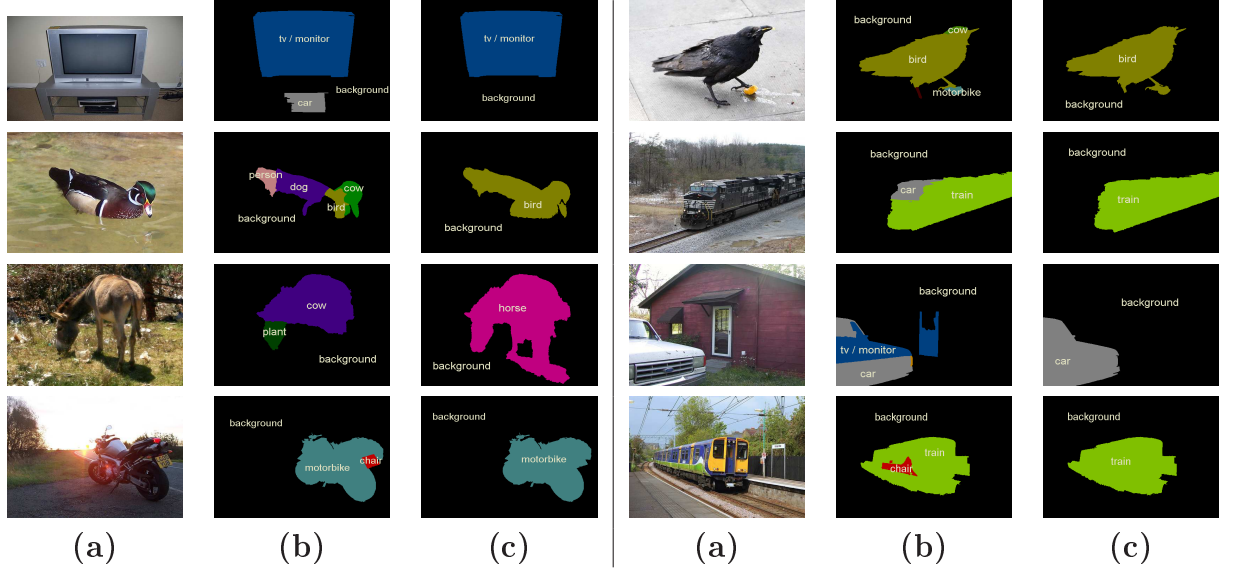 tv / monitor
background
car
tv / monitor
background
background
cow
bird
motorbike
bird
background
person
dog
cow
bird
background
bird
background
background
car
train
background
train
cow
plant
background
horse
background
background
tv / monitor
car
background
car
background
motorbike
chair
background
motorbike
background
train
chair
background
train
(a)
(b)
(c)
(a)
(b)
(c)